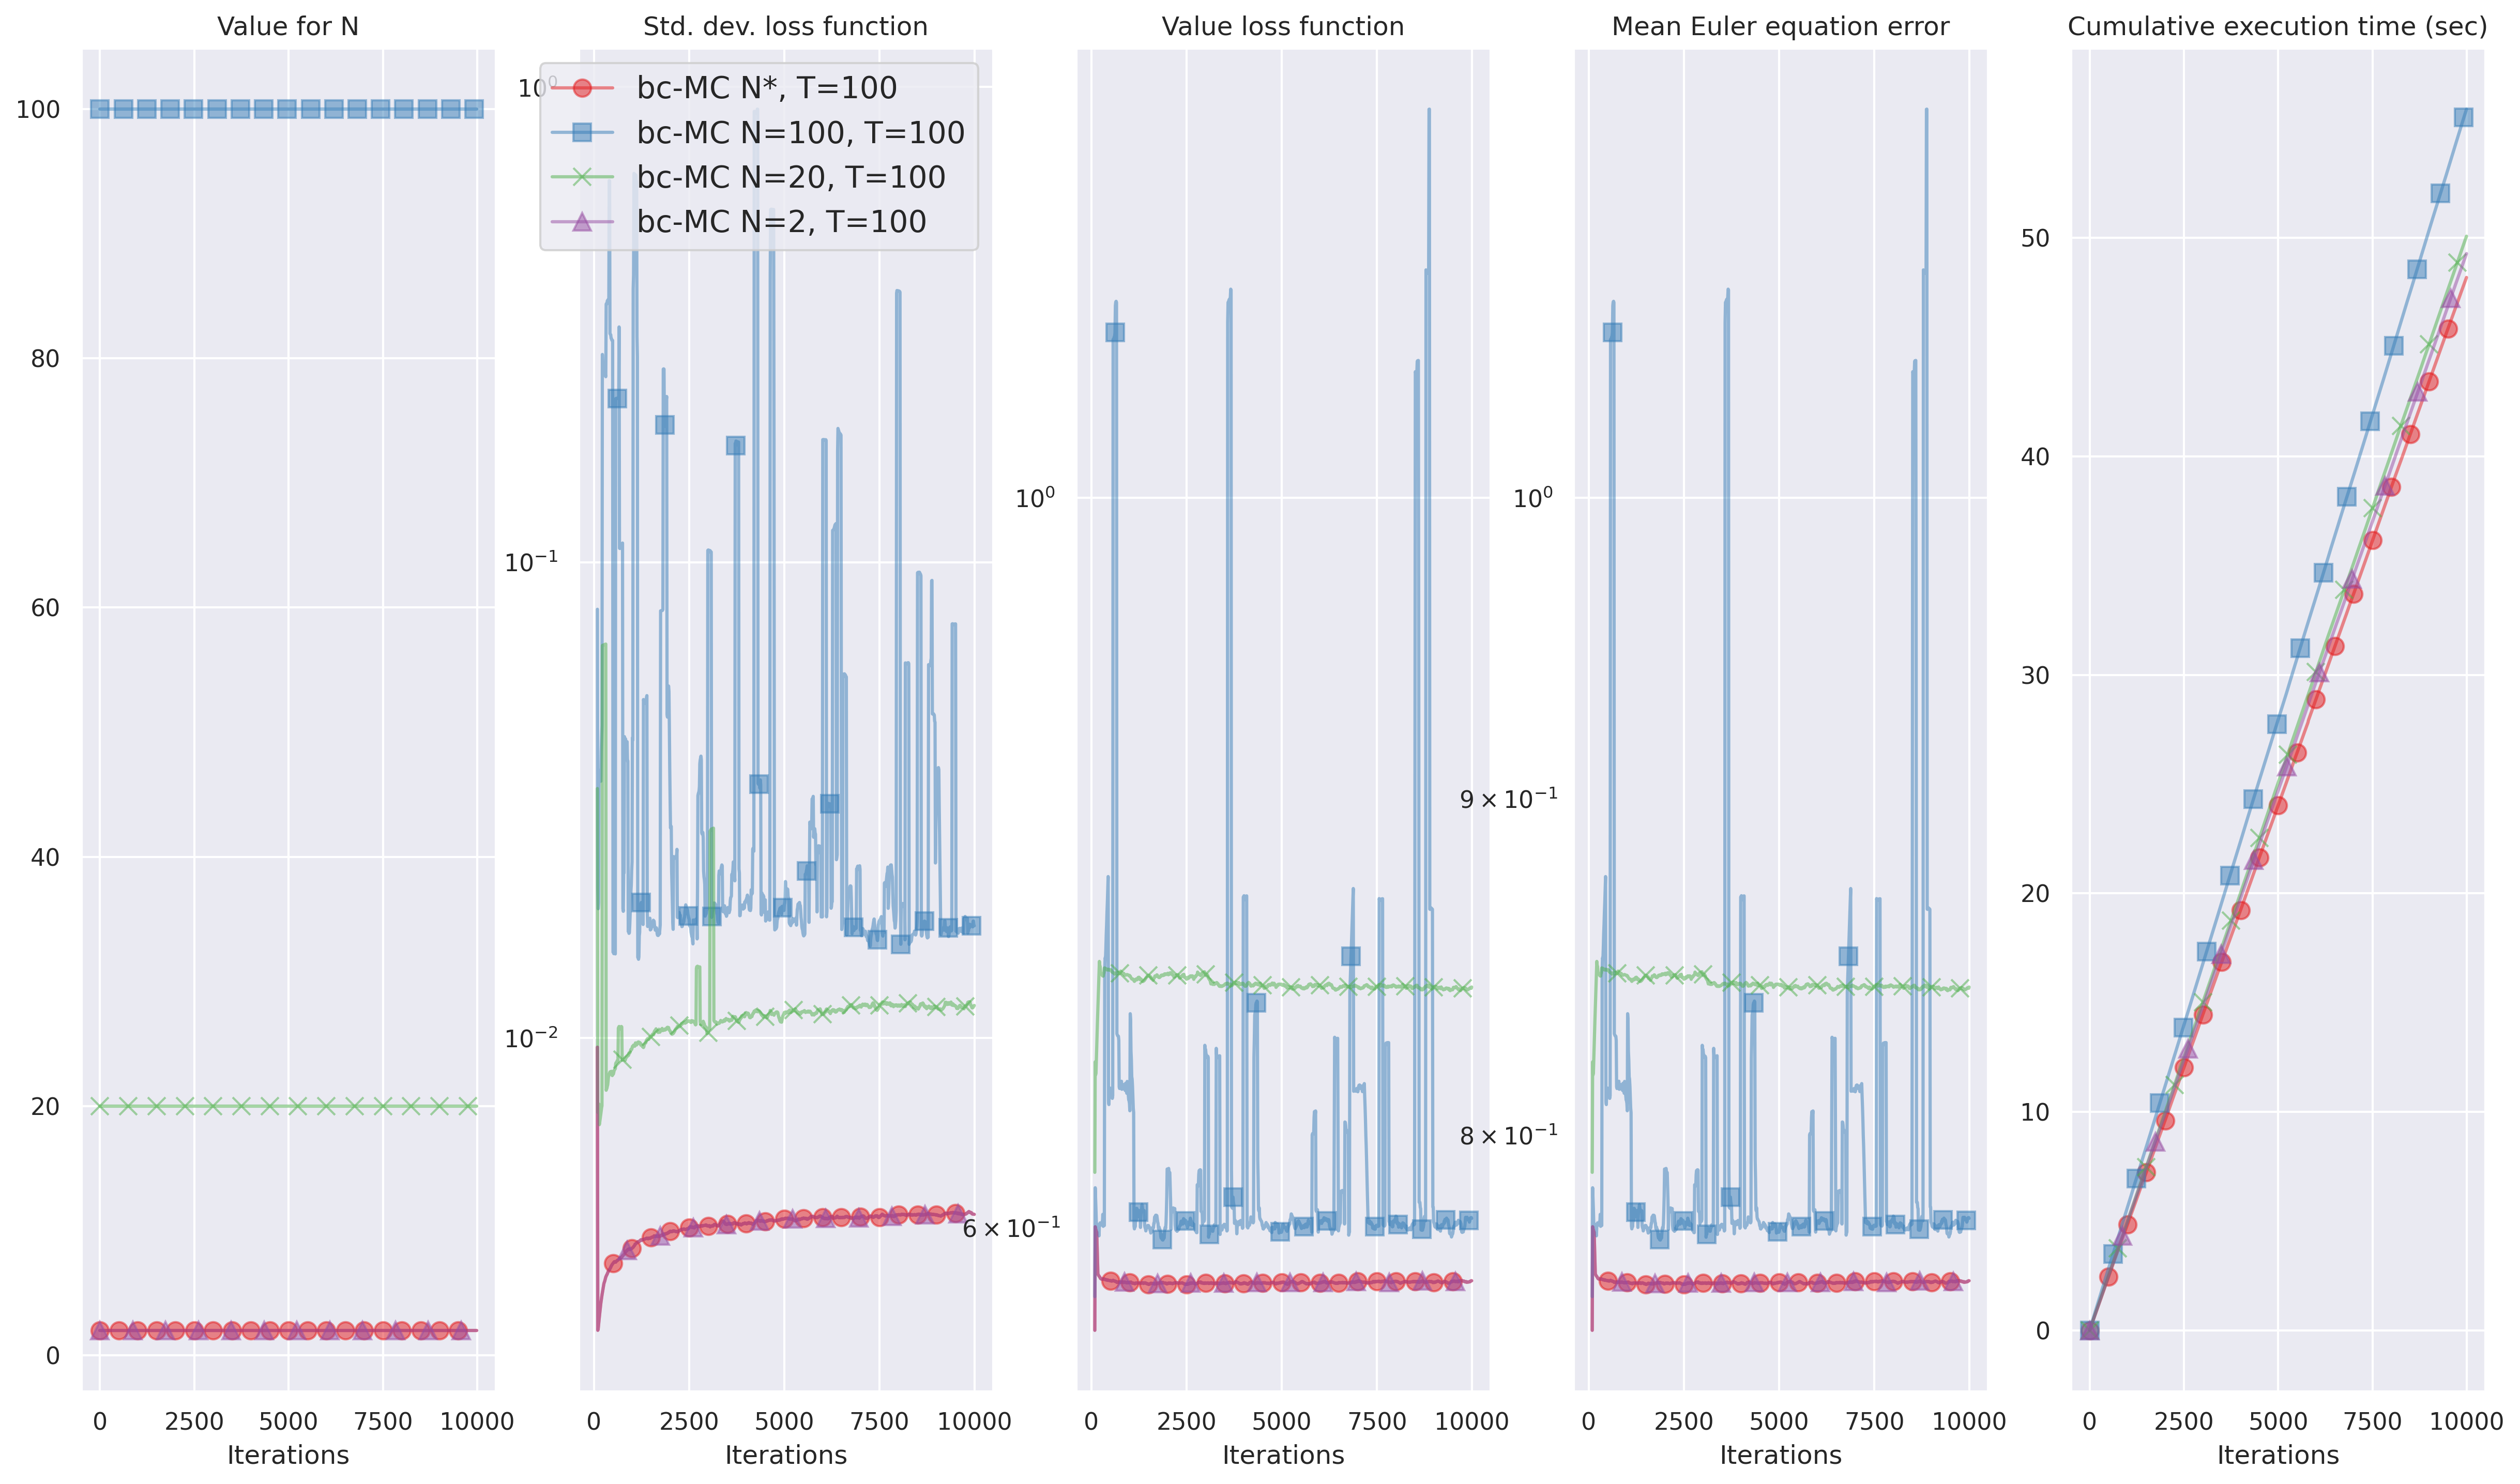 Value for N
Std. dev. loss function
Value loss function
Mean Euler equation error
Cumulative execution time (sec)
bc-MC N*, T=100
bc-MC N=100, T=100
bc-MC N=20, T=100
bc-MC N=2, T=100
100
80
60
40
20
0
0 2500 5000 7500 10000
Iterations
10⁰
10⁻¹
10⁻²
0 2500 5000 7500 10000
Iterations
10⁰
6 × 10⁻¹
0 2500 5000 7500 10000
Iterations
10⁰
9 × 10⁻¹
8 × 10⁻¹
0 2500 5000 7500 10000
Iterations
50
40
30
20
10
0
0 2500 5000 7500 10000
Iterations